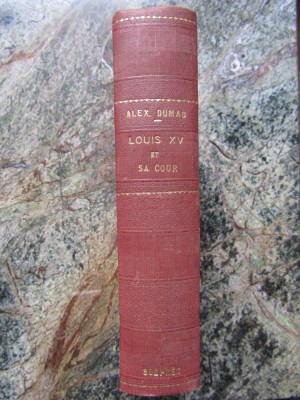 ALEX. DUMAS
LOUIS XV
ET
SA COUR